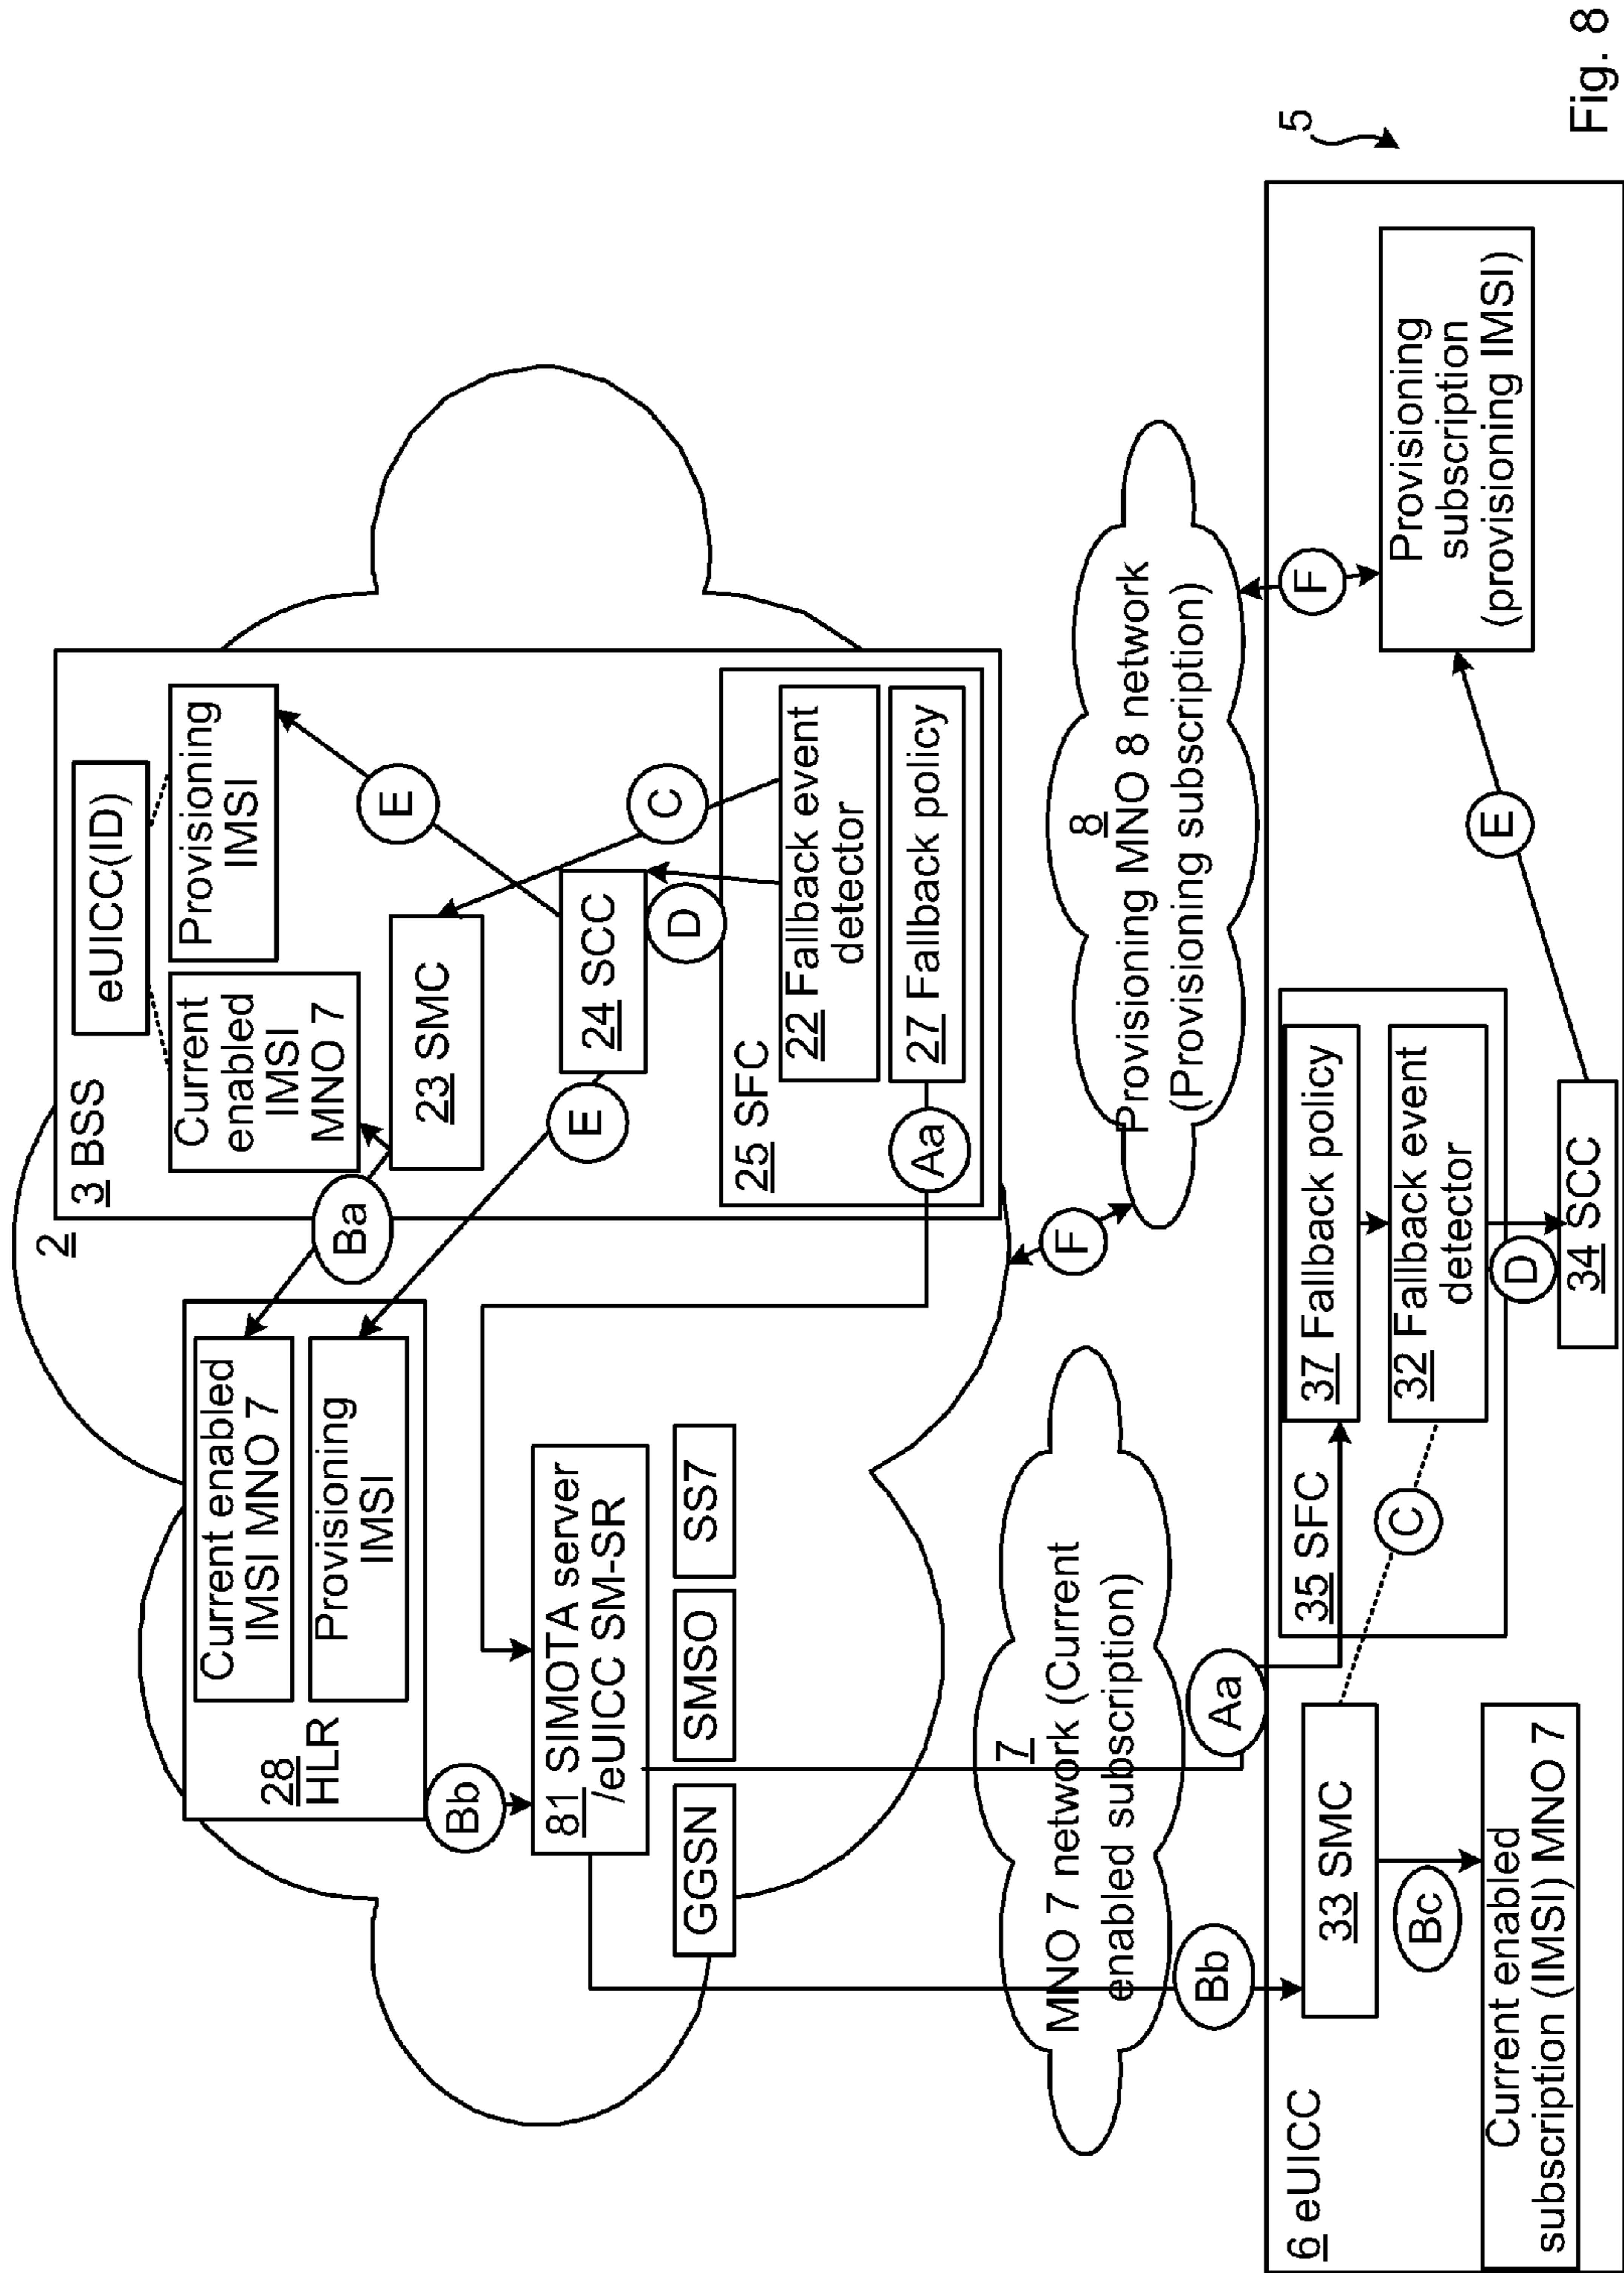 2
3 BSS
eUICC(ID)
Current
enabled
IMSI
MNO 7
Provisioning
IMSI
Ba
23 SMC
E
E
24 SCC
C
D
25 SFC
22 Fallback event
detector
27 Fallback policy
Aa
28
HLR
Current enabled
IMSI MNO 7
Provisioning
IMSI
Bb
81 SIMOTA server
/eUICC SM-SR
GGSN
SMSO
SS7
F
7
MNO 7 network (Current
enabled subscription)
8
Provisioning MNO 8 network
(Provisioning subscription)
Bb
Aa
F
5
6 eUICC
33 SMC
Bc
Current enabled
subscription (IMSI) MNO 7
C
35 SFC
37 Fallback policy
32 Fallback event
detector
D
34 SCC
E
Provisioning
subscription
(provisioning IMSI)
Fig. 8